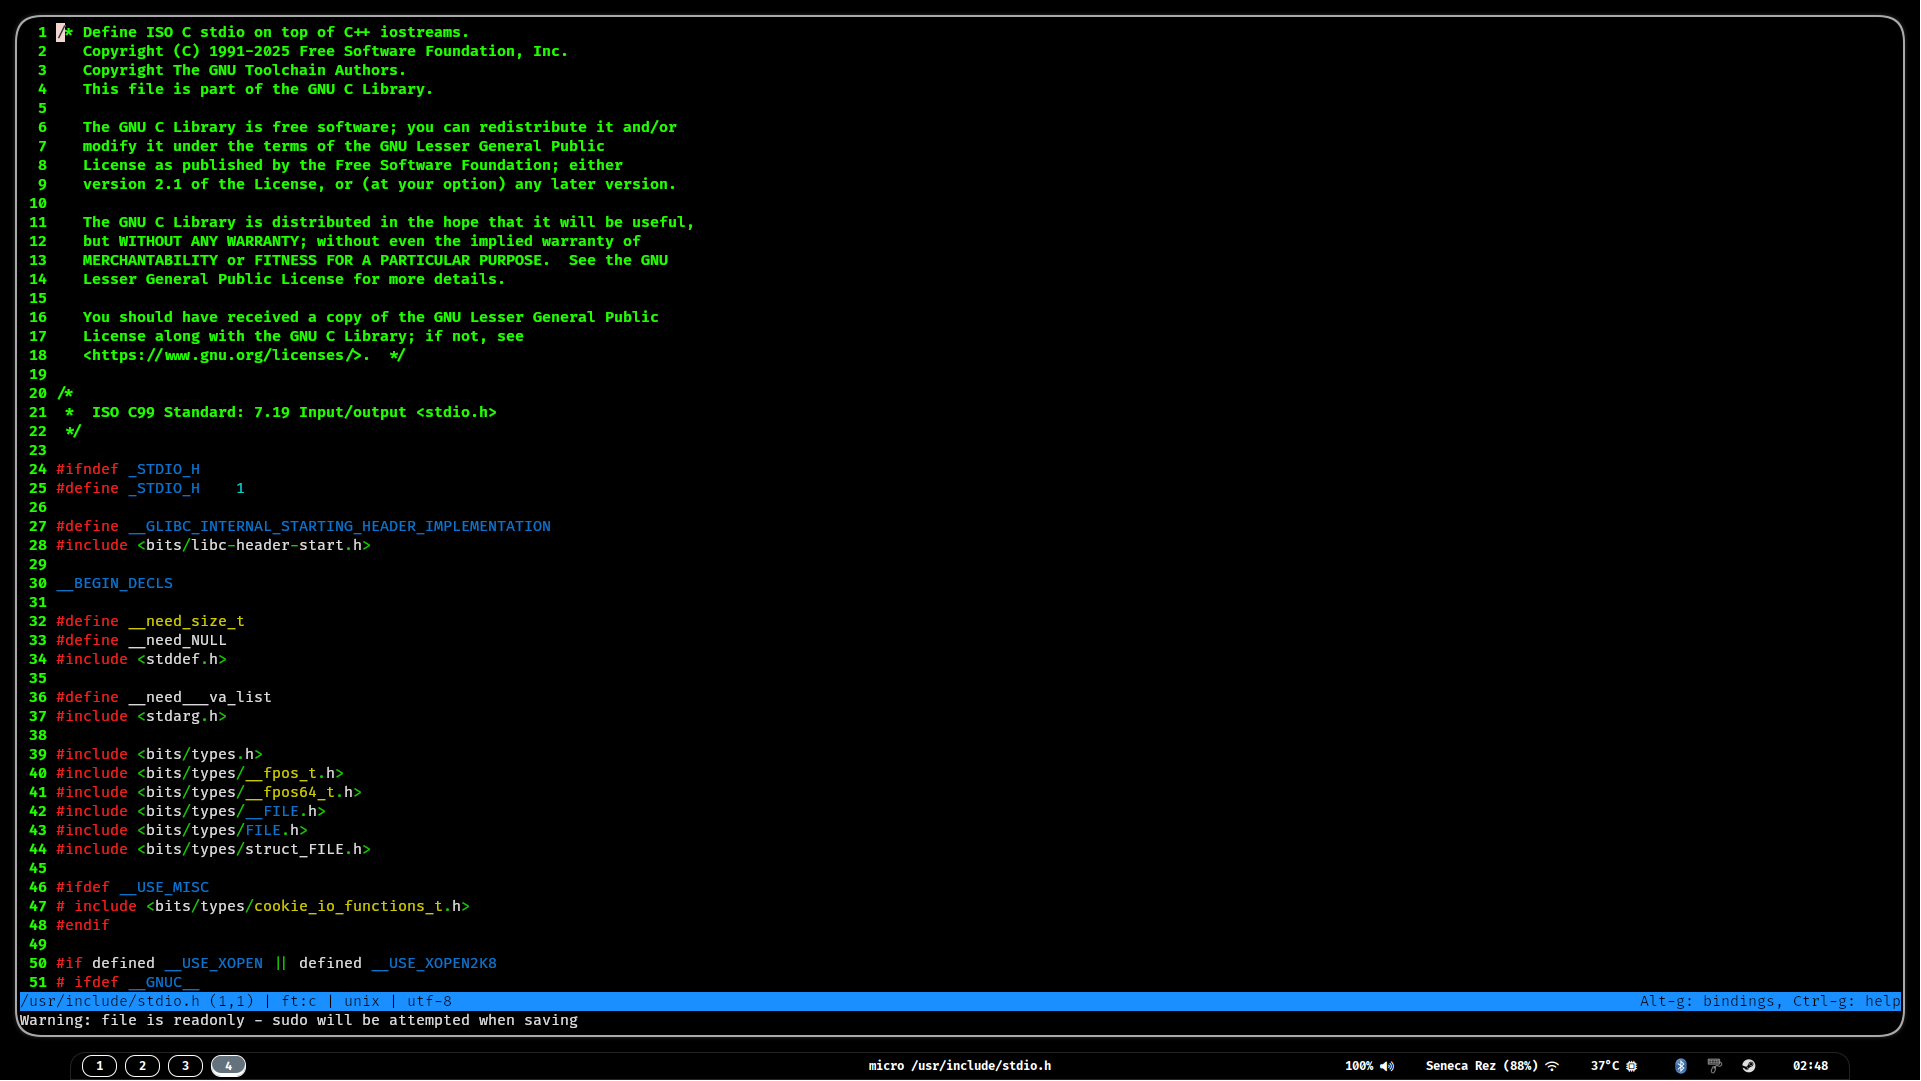 1 /* Define ISO C stdio on top of C++ iostreams.
2    Copyright (C) 1991-2025 Free Software Foundation, Inc.
3    Copyright The GNU Toolchain Authors.
4    This file is part of the GNU C Library.
5
6    The GNU C Library is free software; you can redistribute it and/or
7    modify it under the terms of the GNU Lesser General Public
8    License as published by the Free Software Foundation; either
9    version 2.1 of the License, or (at your option) any later version.
10
11    The GNU C Library is distributed in the hope that it will be useful,
12    but WITHOUT ANY WARRANTY; without even the implied warranty of
13    MERCHANTABILITY or FITNESS FOR A PARTICULAR PURPOSE.  See the GNU
14    Lesser General Public License for more details.
15
16    You should have received a copy of the GNU Lesser General Public
17    License along with the GNU C Library; if not, see
18    <https://www.gnu.org/licenses/>.  */
19
20 /*
21  *  ISO C99 Standard: 7.19 Input/output <stdio.h>
22  */
23
24 #ifndef _STDIO_H
25 #define _STDIO_H    1
26
27 #define __GLIBC_INTERNAL_STARTING_HEADER_IMPLEMENTATION
28 #include <bits/libc-header-start.h>
29
30 __BEGIN_DECLS
31
32 #define __need_size_t
33 #define __need_NULL
34 #include <stddef.h>
35
36 #define __need___va_list
37 #include <stdarg.h>
38
39 #include <bits/types.h>
40 #include <bits/types/__fpos_t.h>
41 #include <bits/types/__fpos64_t.h>
42 #include <bits/types/__FILE.h>
43 #include <bits/types/FILE.h>
44 #include <bits/types/struct_FILE.h>
45
46 #ifdef __USE_MISC
47 # include <bits/types/cookie_io_functions_t.h>
48 #endif
49
50 #if defined __USE_XOPEN || defined __USE_XOPEN2K8
51 # ifdef __GNUC__
/usr/include/stdio.h (1,1) | ft:c | unix | utf-8 Alt-g: bindings, Ctrl-g: help
Warning: file is readonly - sudo will be attempted when saving
1 2 3 4 micro /usr/include/stdio.h 100% Seneca Rez (88%) 37°C 02:48